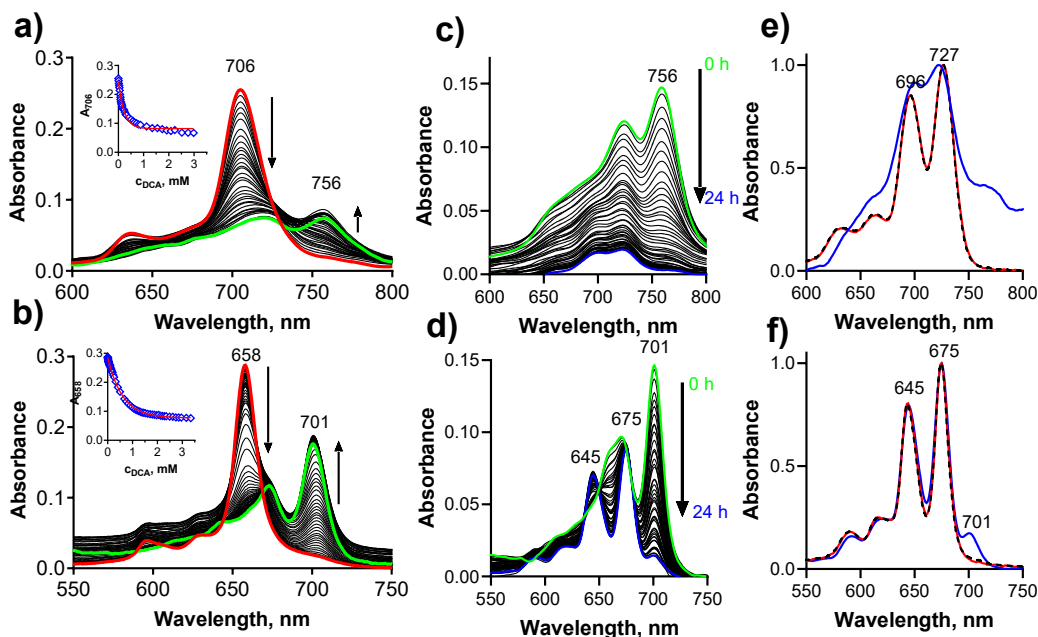 a)
Absorbance
0.3
0.2
0.1
0.0
600 650 700 750 800
Wavelength, nm
706
756
A706
0.3
0.2
0.1
0.0
0 1 2 3
cDCA, mM
b)
Absorbance
0.3
0.2
0.1
0.0
550 600 650 700 750
Wavelength, nm
658
701
A658
0.3
0.2
0.1
0.0
0 1 2 3
cDCA, mM
c)
Absorbance
0.15
0.10
0.05
0.00
600 650 700 750 800
Wavelength, nm
756
0 h
24 h
d)
Absorbance
0.15
0.10
0.05
0.00
550 600 650 700 750
Wavelength, nm
645
675
701
0 h
24 h
e)
Absorbance
1.0
0.5
0.0
600 650 700 750 800
Wavelength, nm
696
727
f)
Absorbance
1.0
0.5
0.0
600 650 700 750 800
Wavelength, nm
645
675
701